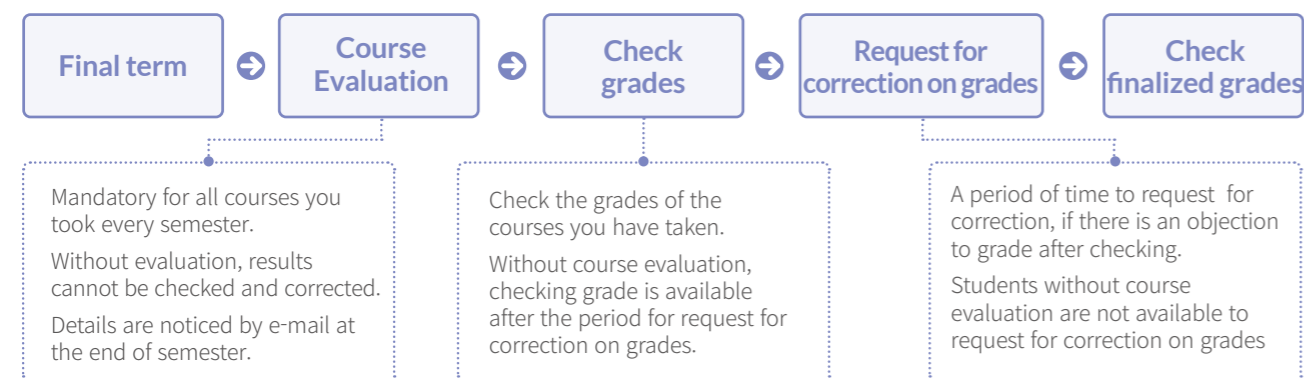 Final term
Course
Evaluation
Check
grades
Request for
correction on grades
Check
finalized grades
Mandatory for all courses you
took every semester.
Without evaluation, results
cannot be checked and corrected.
Details are noticed by e-mail at
the end of semester.
Check the grades of the
courses you have taken.
Without course evaluation,
checking grade is available
after the period for request for
correction on grades.
A period of time to request for
correction, if there is an objection
to grade after checking.
Students without course
evaluation are not available to
request for correction on grades